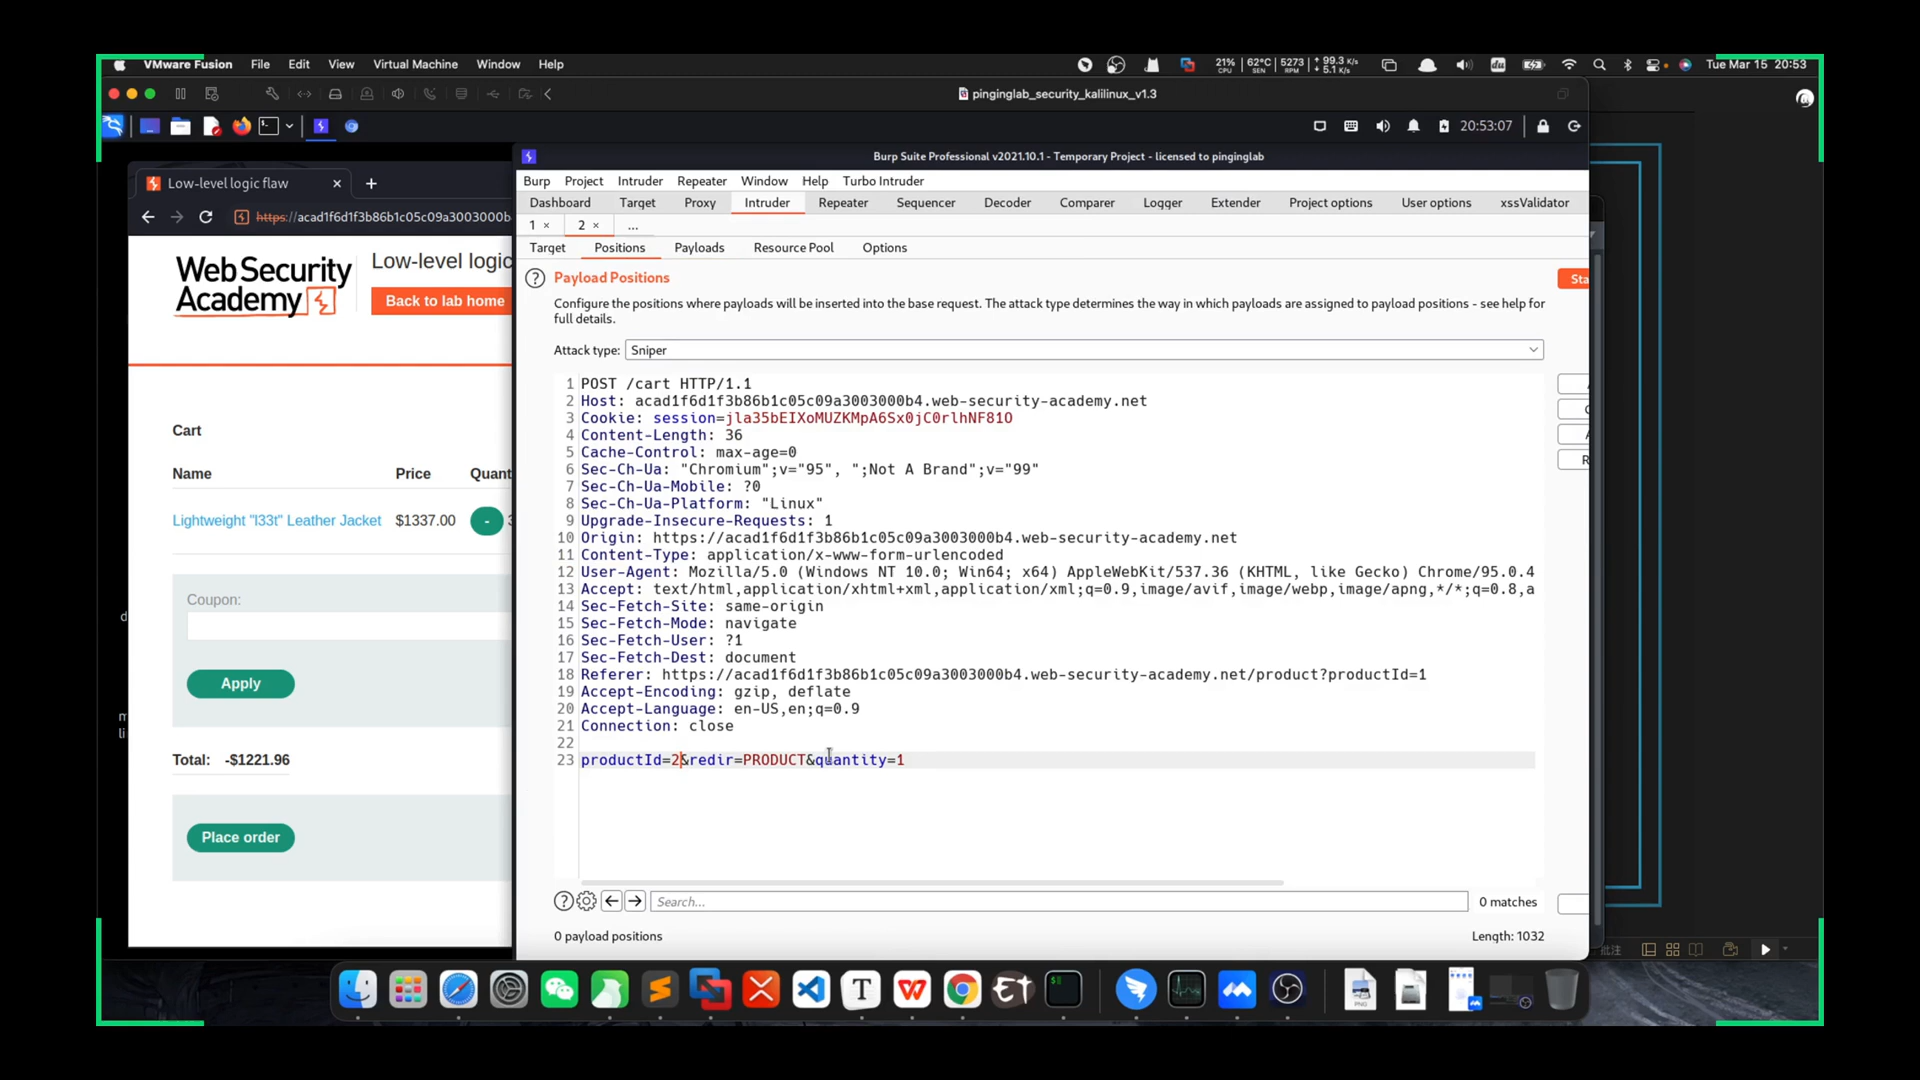 VMware Fusion File Edit View Virtual Machine Window Help
21% CPU 62°C SEN 5273 RPM ↑ 99.3 K/s ↓ 5.1 K/s
Tue Mar 15 20:53
pinginglab_security_kalilinux_v1.3
20:53:07
Burp Suite Professional v2021.10.1 - Temporary Project - licensed to pinginglab
Low-level logic flaw
https://acad1f6d1f3b86b1c05c09a3003000b
Burp Project Intruder Repeater Window Help Turbo Intruder
Dashboard Target Proxy Intruder Repeater Sequencer Decoder Comparer Logger Extender Project options User options xssValidator
1 × 2 × ...
Target Positions Payloads Resource Pool Options
Web Security
Academy
Low-level logic
Back to lab home
Cart
Name Price Quant
Lightweight "l33t" Leather Jacket $1337.00 -
Coupon:
Apply
Total: -$1221.96
Place order
Payload Positions
Sta
Configure the positions where payloads will be inserted into the base request. The attack type determines the way in which payloads are assigned to payload positions - see help for
full details.
Attack type: Sniper
1 POST /cart HTTP/1.1
2 Host: acad1f6d1f3b86b1c05c09a3003000b4.web-security-academy.net
3 Cookie: session=jla35bEIXoMUZKMpA6Sx0jC0rlhNF81O
4 Content-Length: 36
5 Cache-Control: max-age=0
6 Sec-Ch-Ua: "Chromium";v="95", ";Not A Brand";v="99"
7 Sec-Ch-Ua-Mobile: ?0
8 Sec-Ch-Ua-Platform: "Linux"
9 Upgrade-Insecure-Requests: 1
10 Origin: https://acad1f6d1f3b86b1c05c09a3003000b4.web-security-academy.net
11 Content-Type: application/x-www-form-urlencoded
12 User-Agent: Mozilla/5.0 (Windows NT 10.0; Win64; x64) AppleWebKit/537.36 (KHTML, like Gecko) Chrome/95.0.4
13 Accept: text/html,application/xhtml+xml,application/xml;q=0.9,image/avif,image/webp,image/apng,*/*;q=0.8,a
14 Sec-Fetch-Site: same-origin
15 Sec-Fetch-Mode: navigate
16 Sec-Fetch-User: ?1
17 Sec-Fetch-Dest: document
18 Referer: https://acad1f6d1f3b86b1c05c09a3003000b4.web-security-academy.net/product?productId=1
19 Accept-Encoding: gzip, deflate
20 Accept-Language: en-US,en;q=0.9
21 Connection: close
22
23 productId=2&redir=PRODUCT&quantity=1
Search...
0 matches
0 payload positions
Length: 1032
批注